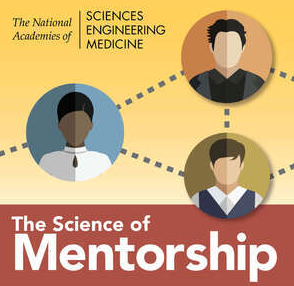 The National
Academies of
SCIENCES
ENGINEERING
MEDICINE
The Science of
Mentorship